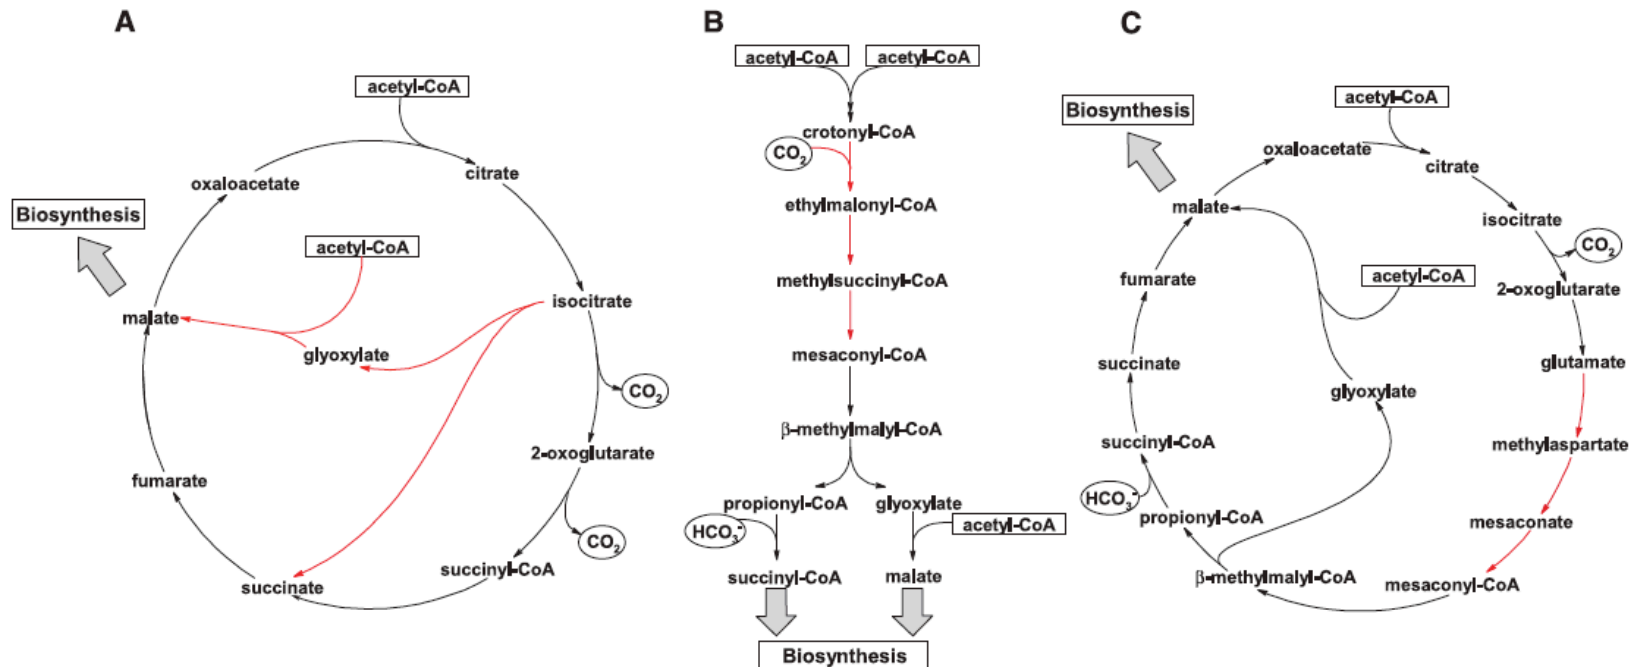 A
acetyl-CoA
oxaloacetate
citrate
Biosynthesis
acetyl-CoA
isocitrate
malate
glyoxylate
CO2
2-oxoglutarate
fumarate
CO2
succinyl-CoA
succinate
B
acetyl-CoA
acetyl-CoA
crotonyl-CoA
CO2
ethylmalonyl-CoA
methylsuccinyl-CoA
mesaconyl-CoA
β-methylmalyl-CoA
propionyl-CoA
glyoxylate
HCO3-
acetyl-CoA
succinyl-CoA
malate
Biosynthesis
C
acetyl-CoA
Biosynthesis
oxaloacetate
citrate
malate
isocitrate
CO2
fumarate
acetyl-CoA
2-oxoglutarate
succinate
glutamate
glyoxylate
succinyl-CoA
methylaspartate
HCO3-
propionyl-CoA
mesaconate
β-methylmalyl-CoA
mesaconyl-CoA